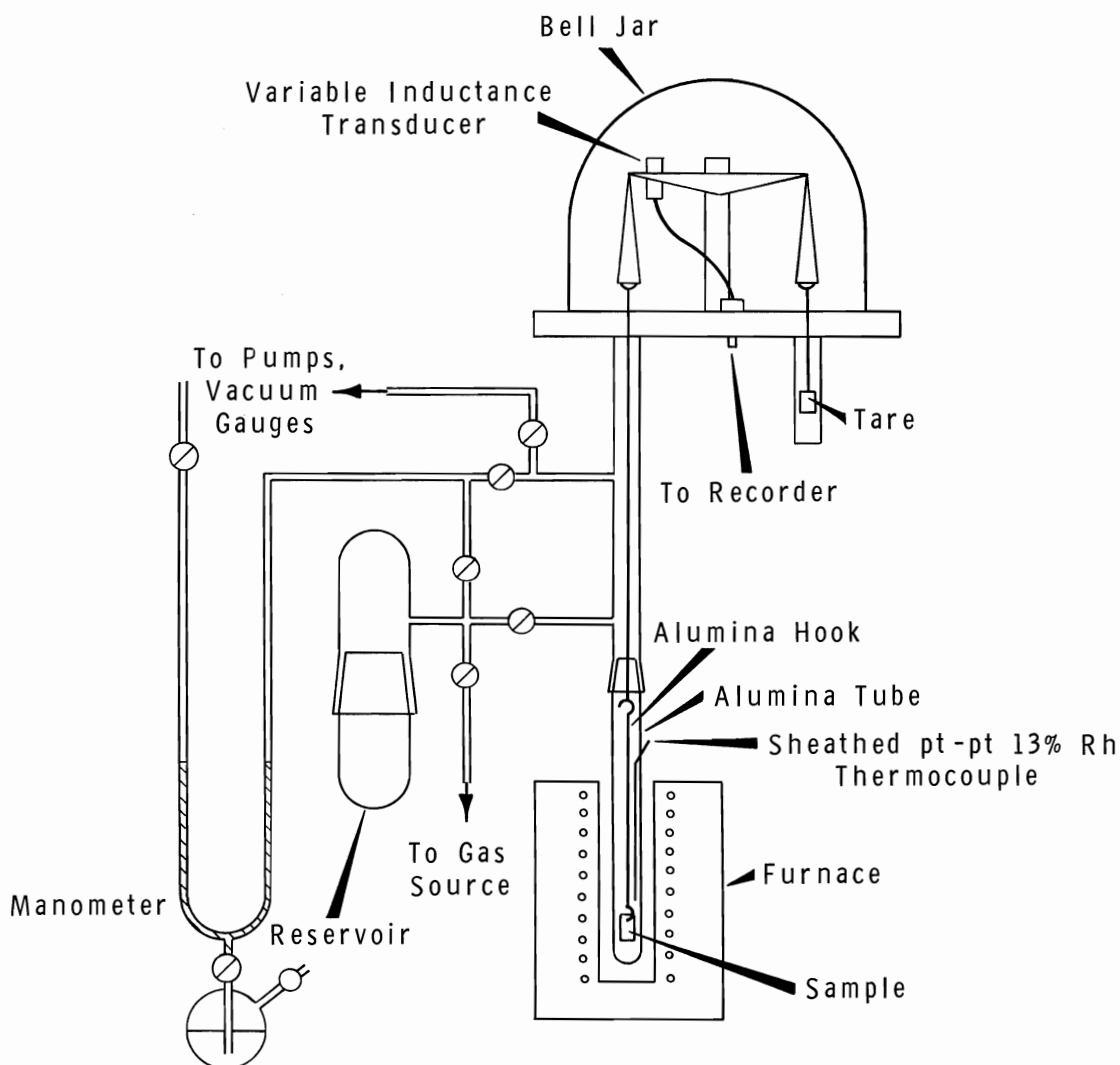 Bell Jar
Variable Inductance
Transducer
To Pumps,
Vacuum
Gauges
Tare
To Recorder
Alumina Hook
Alumina Tube
Sheathed pt-pt 13% Rh
Thermocouple
To Gas
Source
Furnace
Manometer
Reservoir
Sample